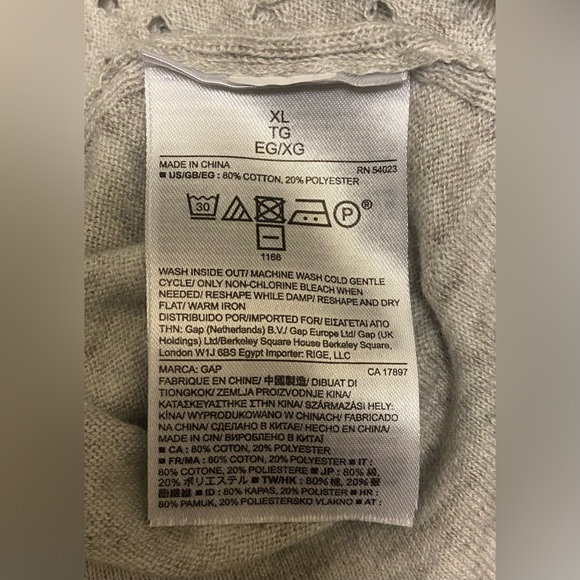 XL
TG
EG/XG
MADE IN CHINA
RN 54023
■ US/GB/EG : 80% COTTON, 20% POLYESTER
30
P
®
1166
WASH INSIDE OUT/ MACHINE WASH COLD GENTLE
CYCLE/ ONLY NON-CHLORINE BLEACH WHEN
NEEDED/ RESHAPE WHILE DAMP/ RESHAPE AND DRY
FLAT/ WARM IRON
DISTRIBUIDO POR/IMPORTED FOR/ ΕΙΣΑΓΕΤΑΙ ΑΠΟ
ΤΗΝ: Gap (Netherlands) B.V./ Gap Europe Ltd/ Gap (UK
Holdings) Ltd/Berkeley Square House Berkeley Square,
London W1J 6BS Egypt Importer: RIGE, LLC
MARCA: GAP
CA 17897
FABRIQUE EN CHINE/ 中國製造/ DIBUAT DI
TIONGKOK/ ZEMLJA PROIZVODNJE KINA/
ΚΑΤΑΣΚΕΥΑΣΤΗΚΕ ΣΤΗΝ ΚΙΝΑ/ SZÁRMAZÁSI HELY:
KÍNA/ WYPRODUKOWANO W CHINACH/ FABRICADO
NA CHINA/ СДЕЛАНО В КИТАЕ/ HECHO EN CHINA/
MADE IN CIN/ ВИРОБЛЕНО В КИТАЇ
■ CA : 80% COTON, 20% POLYESTER
■ FR/MA : 80% COTON, 20% POLYESTER ■ IT :
80% COTONE, 20% POLIESTERE ■ JP : 80% 綿
20% ポリエステル ■ TW/HK : 80% 棉, 20% 聚
酯纖維 ■ ID : 80% KAPAS, 20% POLISTER ■ HR :
80% PAMUK, 20% POLIESTERSKO VLAKNO ■ AT :